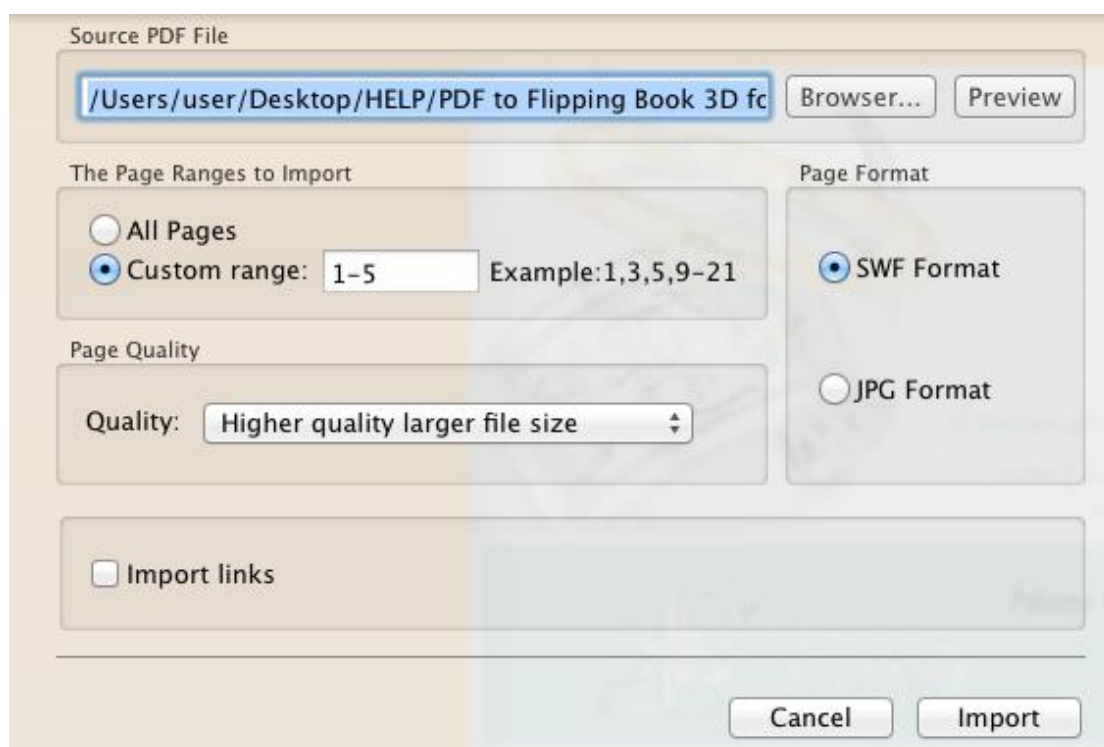 Source PDF File
/Users/user/Desktop/HELP/PDF to Flipping Book 3D fo
Browser...
Preview
The Page Ranges to Import
Page Format
All Pages
Custom range: 1-5 Example:1,3,5,9-21
SWF Format
Page Quality
JPG Format
Quality: Higher quality larger file size
Import links
Cancel
Import